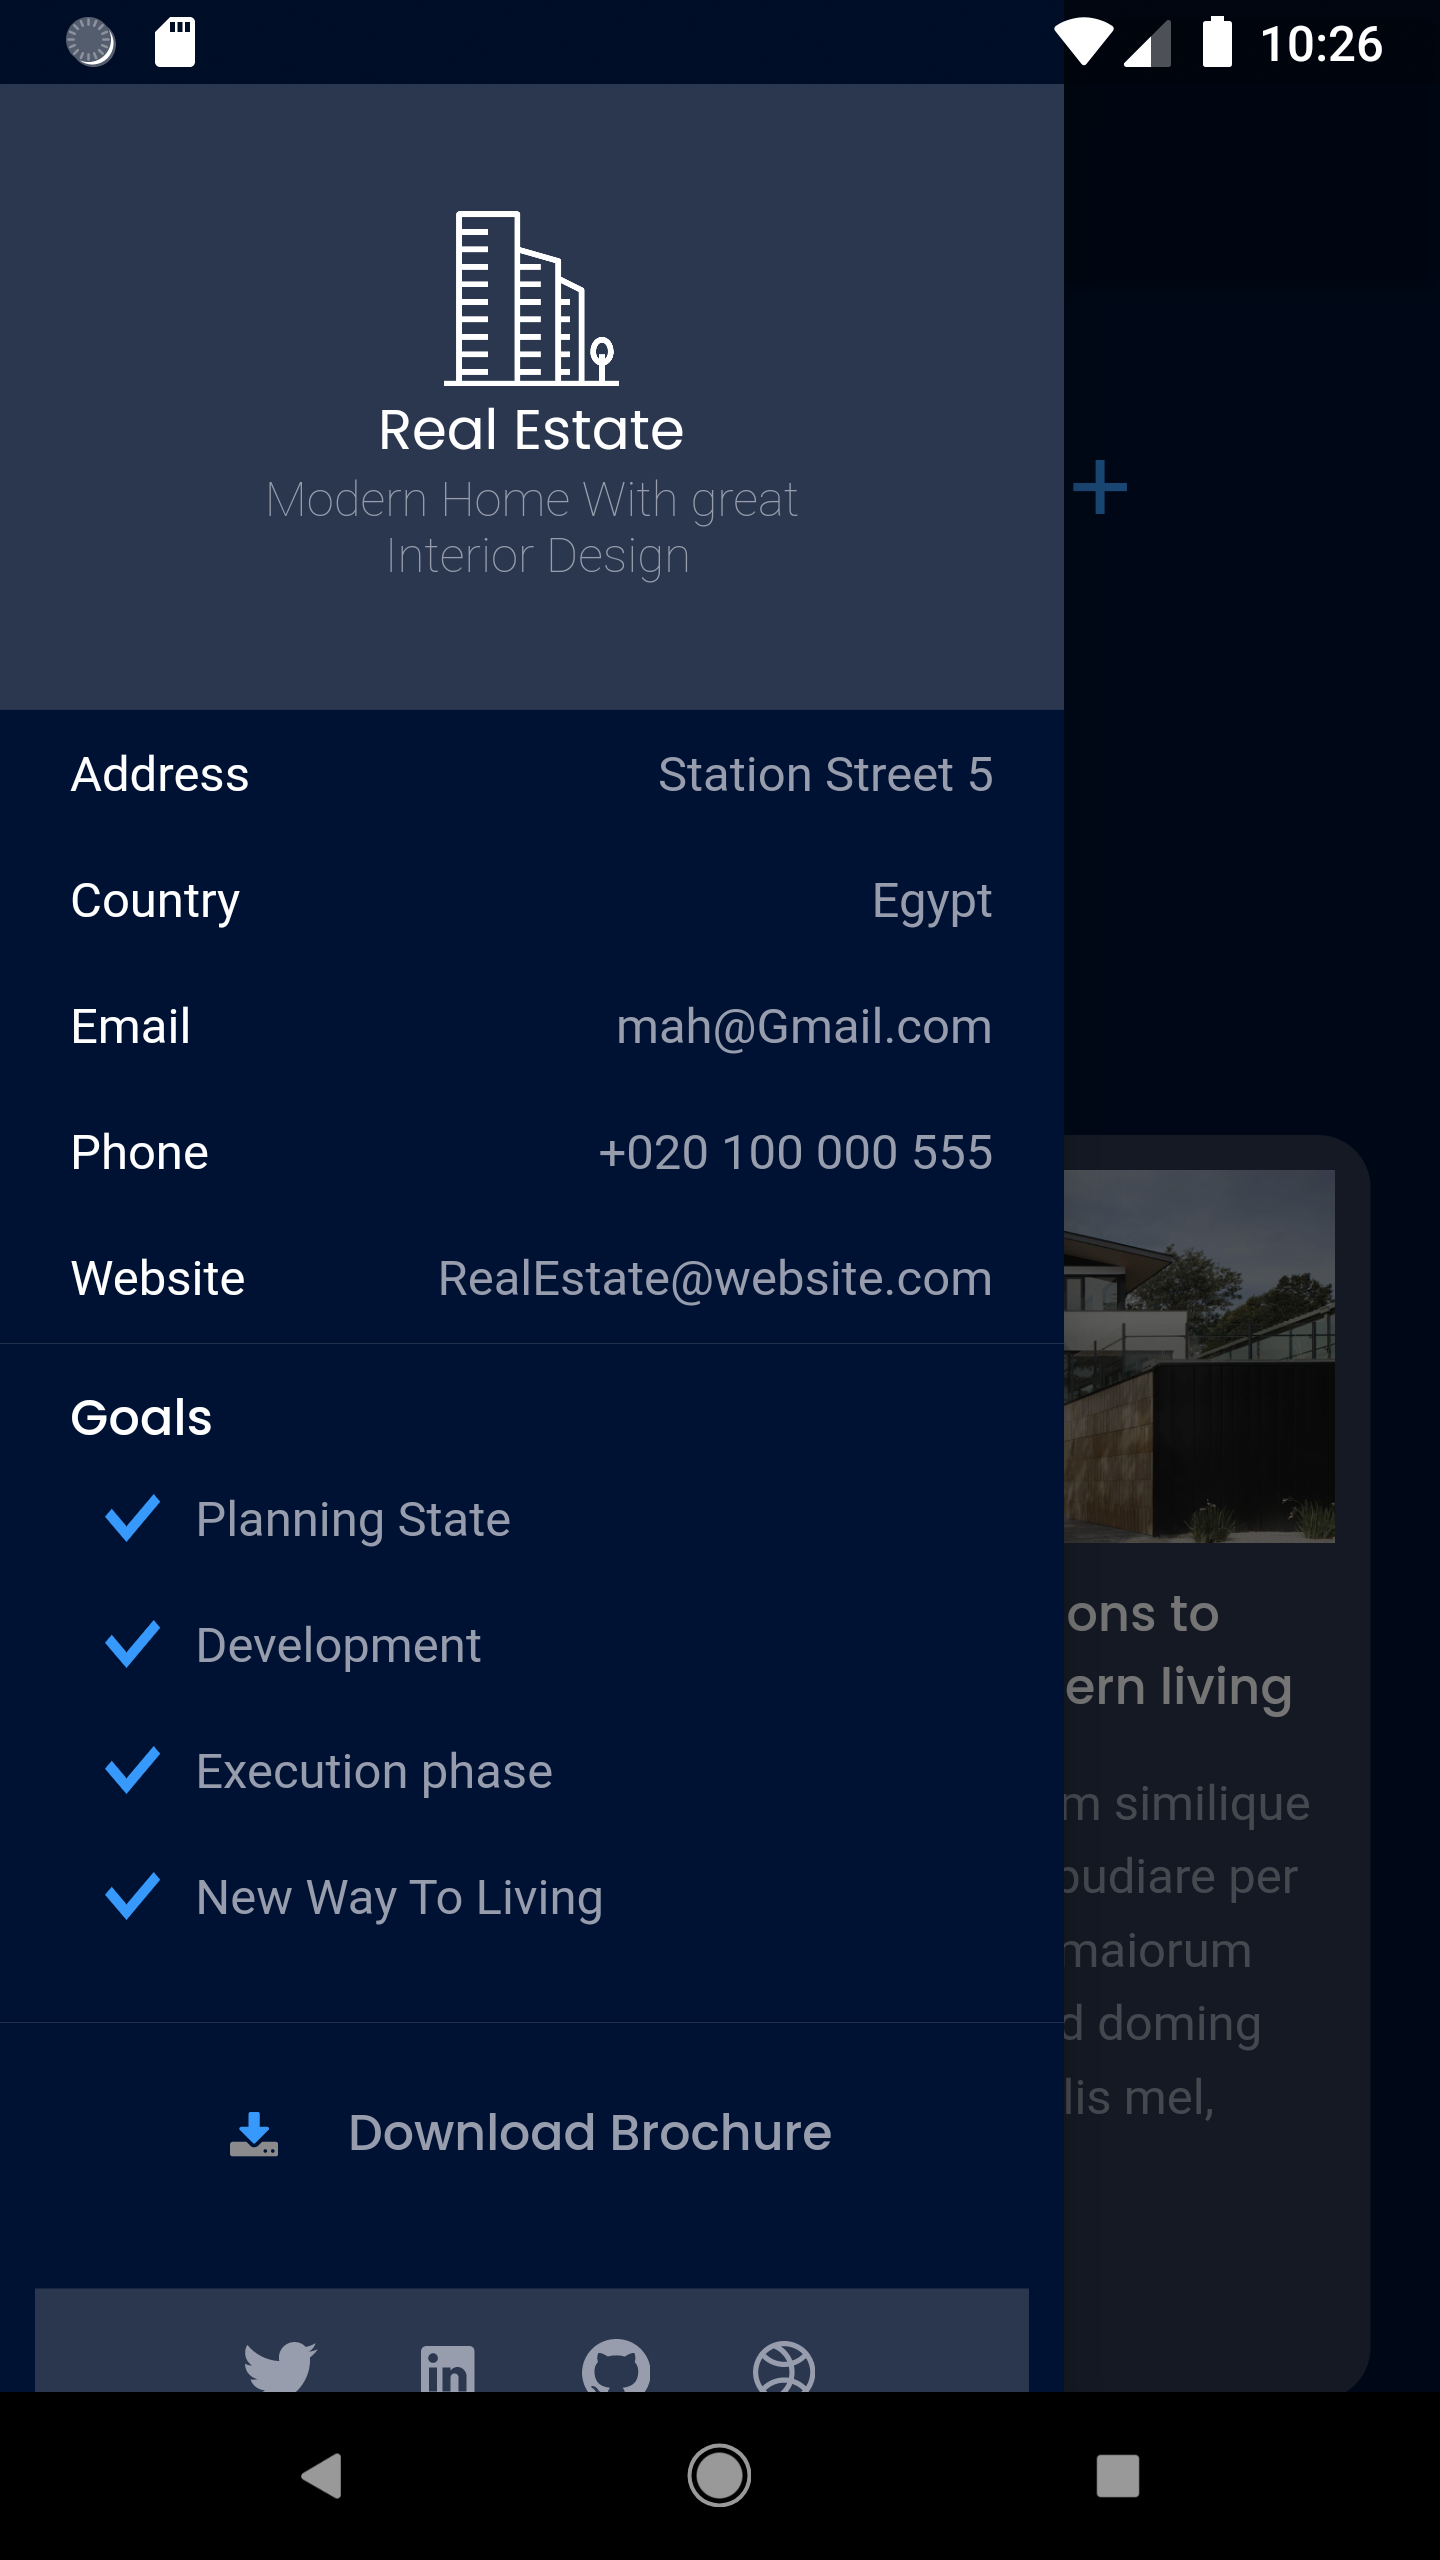 10:26
Real Estate
Modern Home With great
Interior Design
Address Station Street 5
Country Egypt
Email mah@Gmail.com
Phone +020 100 000 555
Website RealEstate@website.com
Goals
Planning State
Development
Execution phase
New Way To Living
Download Brochure
ons to
ern living
m similique
pudiare per
maiorum
d doming
lis mel,